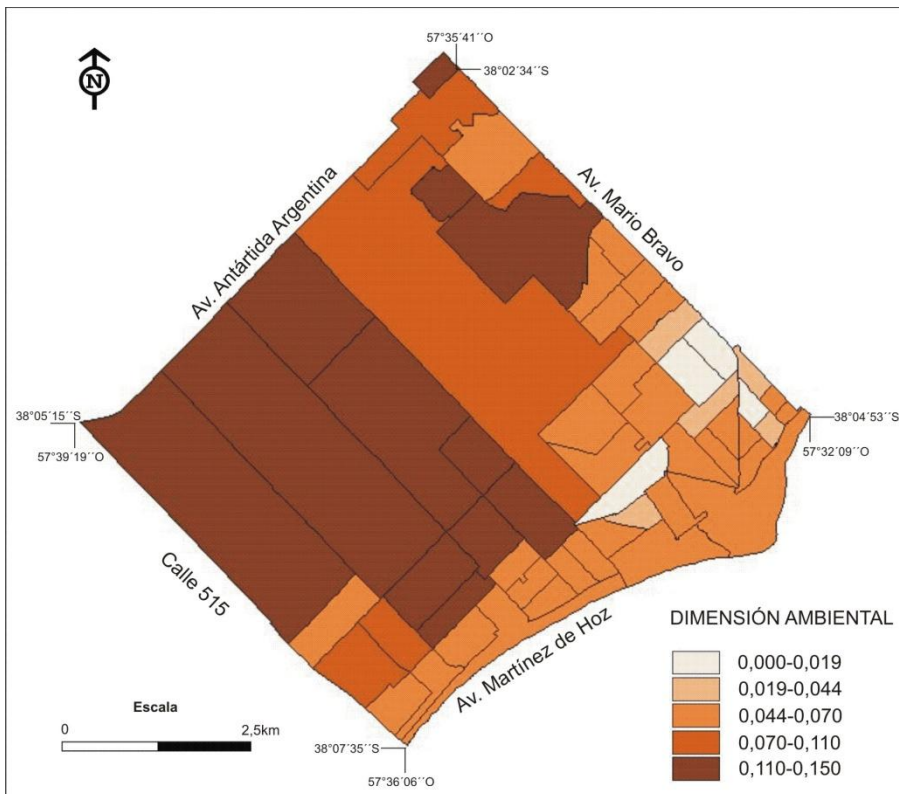 57°35´41´´O
38°02´34´´S
N
Av. Antártida Argentina
Av. Mario Bravo
38°05´15´´S
57°39´19´´O
38°04´53´´S
57°32´09´´O
Calle 515
Av. Martínez de Hoz
DIMENSIÓN AMBIENTAL
0,000-0,019
0,019-0,044
0,044-0,070
0,070-0,110
0,110-0,150
Escala
0 2,5km
38°07´35´´S
57°36´06´´O